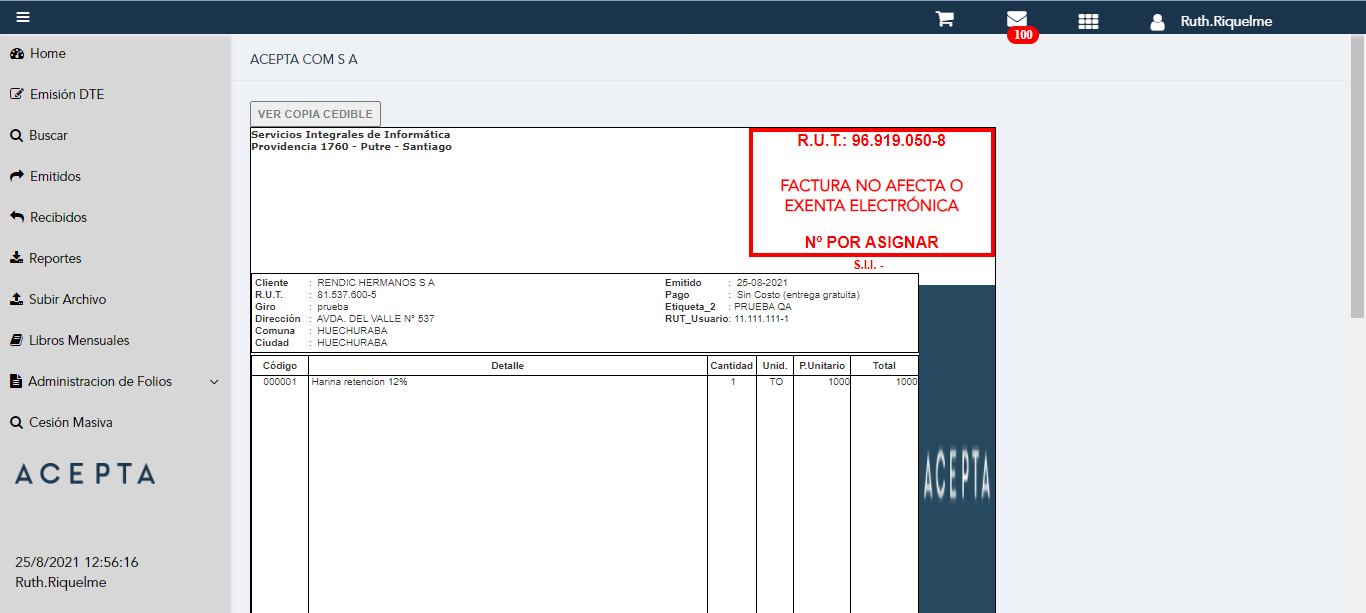 Ruth.Riquelme
100
Home
Emisión DTE
Buscar
Emitidos
Recibidos
Reportes
Subir Archivo
Libros Mensuales
Administracion de Folios
Cesión Masiva
ACEPTA
25/8/2021 12:56:16
Ruth.Riquelme
ACEPTA COM S A
VER COPIA CEDIBLE
Servicios Integrales de Informática
Providencia 1760 - Putre - Santiago
R.U.T.: 96.919.050-8
FACTURA NO AFECTA O
EXENTA ELECTRÓNICA
Nº POR ASIGNAR
S.I.I. -
Cliente : RENDIC HERMANOS S A
R.U.T. : 81.537.600-5
Giro : prueba
Dirección : AVDA. DEL VALLE N° 537
Comuna : HUECHURABA
Ciudad : HUECHURABA
Emitido : 25-08-2021
Pago : Sin Costo (entrega gratuita)
Etiqueta_2 : PRUEBA QA
RUT_Usuario: 11.111.111-1
Código Detalle Cantidad Unid. P.Unitario Total
000001 Harina retencion 12% 1 TO 1000 1000
ACEPTA